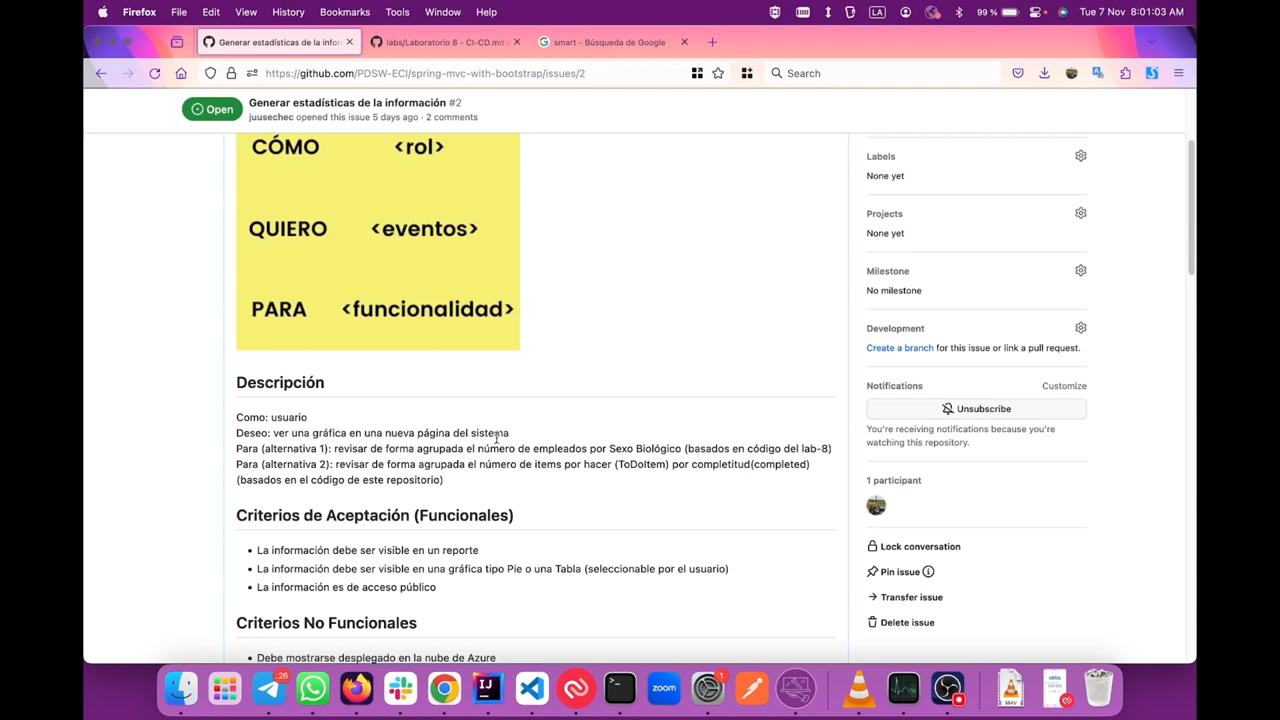 Firefox File Edit View History Bookmarks Tools Window Help LA 99 % Tue 7 Nov 8:01:03 AM
Generar estadísticas de la infor labs/Laboratorio 8 - CI-CD.md smart - Búsqueda de Google
https://github.com/PDSW-ECI/spring-mvc-with-bootstrap/issues/2 Search
Open Generar estadísticas de la información #2
juusechec opened this issue 5 days ago · 2 comments
CÓMO <rol>
QUIERO <eventos>
PARA <funcionalidad>
Descripción
Como: usuario
Deseo: ver una gráfica en una nueva página del sistema
Para (alternativa 1): revisar de forma agrupada el número de empleados por Sexo Biológico (basados en código del lab-8)
Para (alternativa 2): revisar de forma agrupada el número de items por hacer (ToDoItem) por completitud(completed)
(basados en el código de este repositorio)
Criterios de Aceptación (Funcionales)
• La información debe ser visible en un reporte
• La información debe ser visible en una gráfica tipo Pie o una Tabla (seleccionable por el usuario)
• La información es de acceso público
Criterios No Funcionales
• Debe mostrarse desplegado en la nube de Azure
Labels
None yet
Projects
None yet
Milestone
No milestone
Development
Create a branch for this issue or link a pull request.
Notifications Customize
Unsubscribe
You're receiving notifications because you're
watching this repository.
1 participant
Lock conversation
Pin issue
Transfer issue
Delete issue
26
zoom
1
M4V